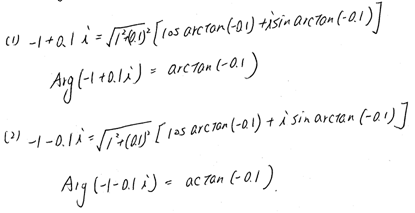 (1) -1+0.1i = √1²+(0.1)² [cos arctan(-0.1) + i sin arctan(-0.1)]
Arg(-1+0.1i) = arctan(-0.1)
(2) -1-0.1i = √1²+(0.1)² [cos arctan(-0.1) + i sin arctan(-0.1)]
Arg(-1-0.1i) = actan(-0.1).